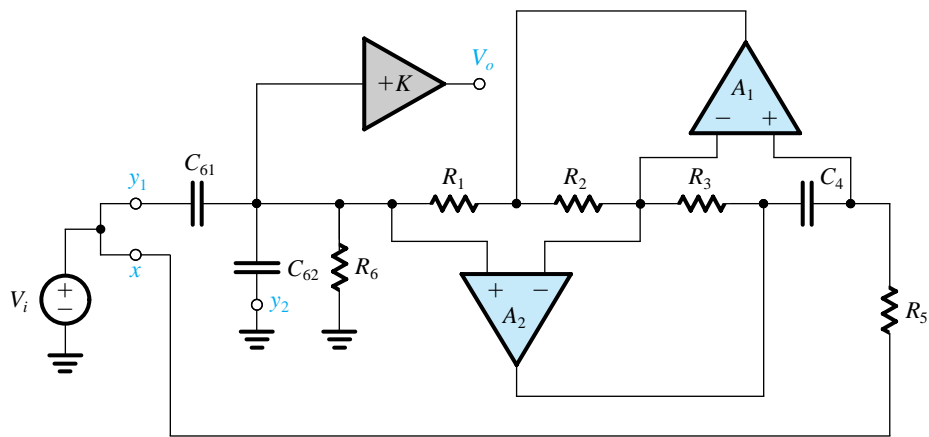 V_o
+K
A_1
− +
C_61
y_1
R_1
R_2
R_3
C_4
x
C_62
R_6
+ −
A_2
V_i
+
−
y_2
R_5